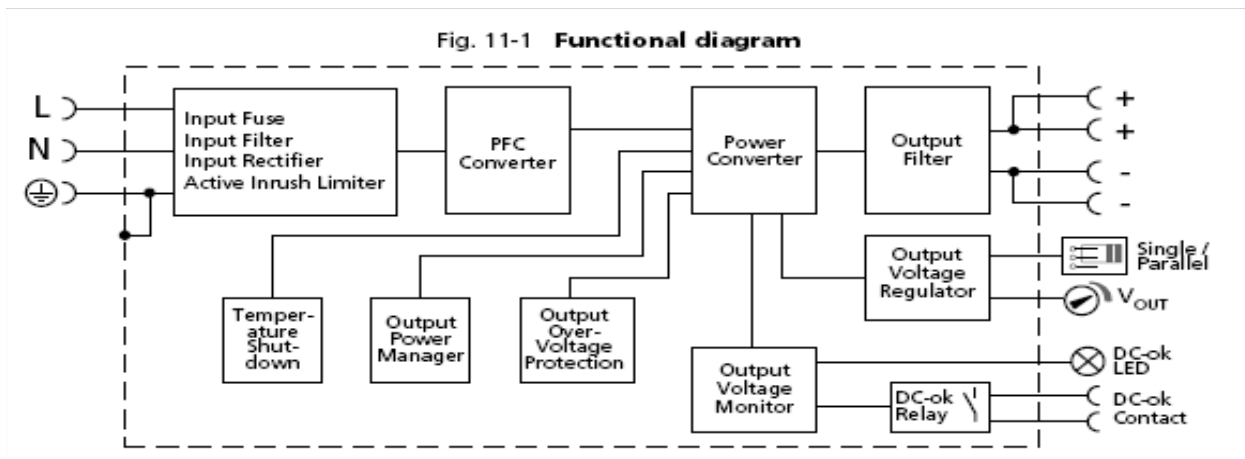 Fig. 11-1 Functional diagram
L
N
Input Fuse
Input Filter
Input Rectifier
Active Inrush Limiter
PFC
Converter
Power
Converter
Output
Filter
+
+
-
-
Output
Voltage
Regulator
Single /
Parallel
VOUT
Temper-
ature
Shut-
down
Output
Power
Manager
Output
Over-
Voltage
Protection
Output
Voltage
Monitor
DC-ok
LED
DC-ok
Relay
DC-ok
Contact